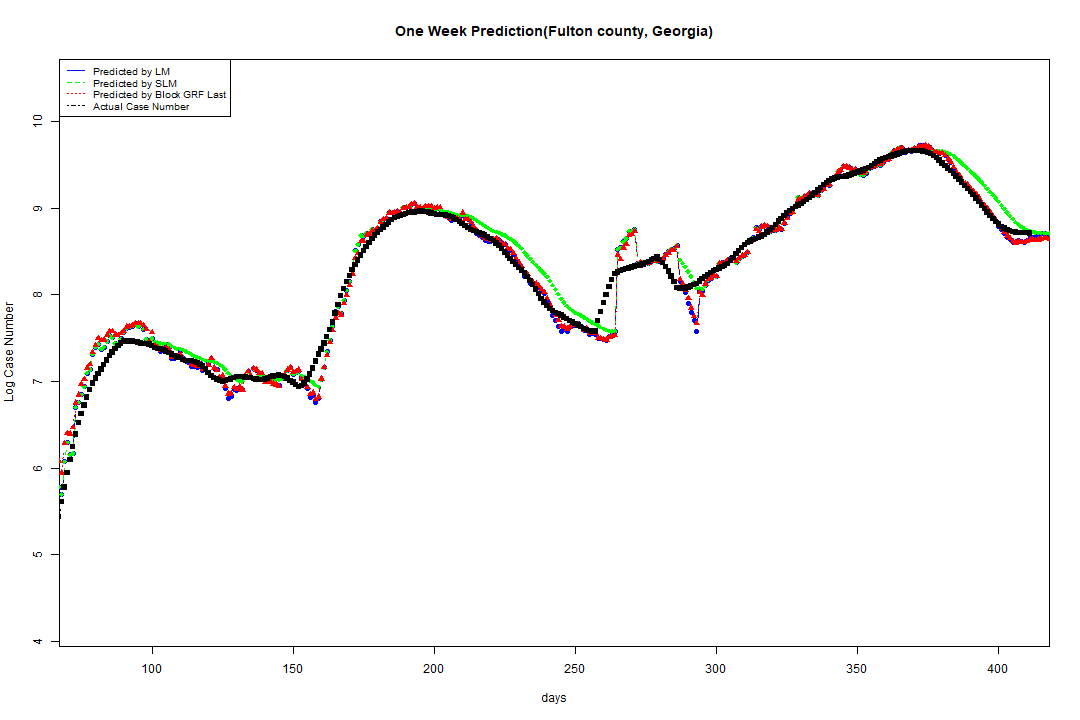 One Week Prediction(Fulton county, Georgia)
Predicted by LM
Predicted by SLM
Predicted by Block GRF Last
Actual Case Number
Log Case Number
10
9
8
7
6
5
4
100 150 200 250 300 350 400
days